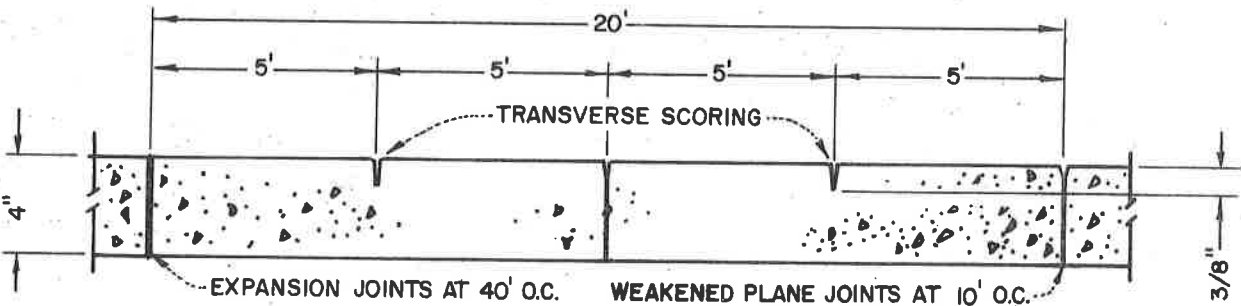 20'
5' 5' 5' 5'
TRANSVERSE SCORING
4"
3/8"
EXPANSION JOINTS AT 40' O.C. WEAKENED PLANE JOINTS AT 10' O.C.